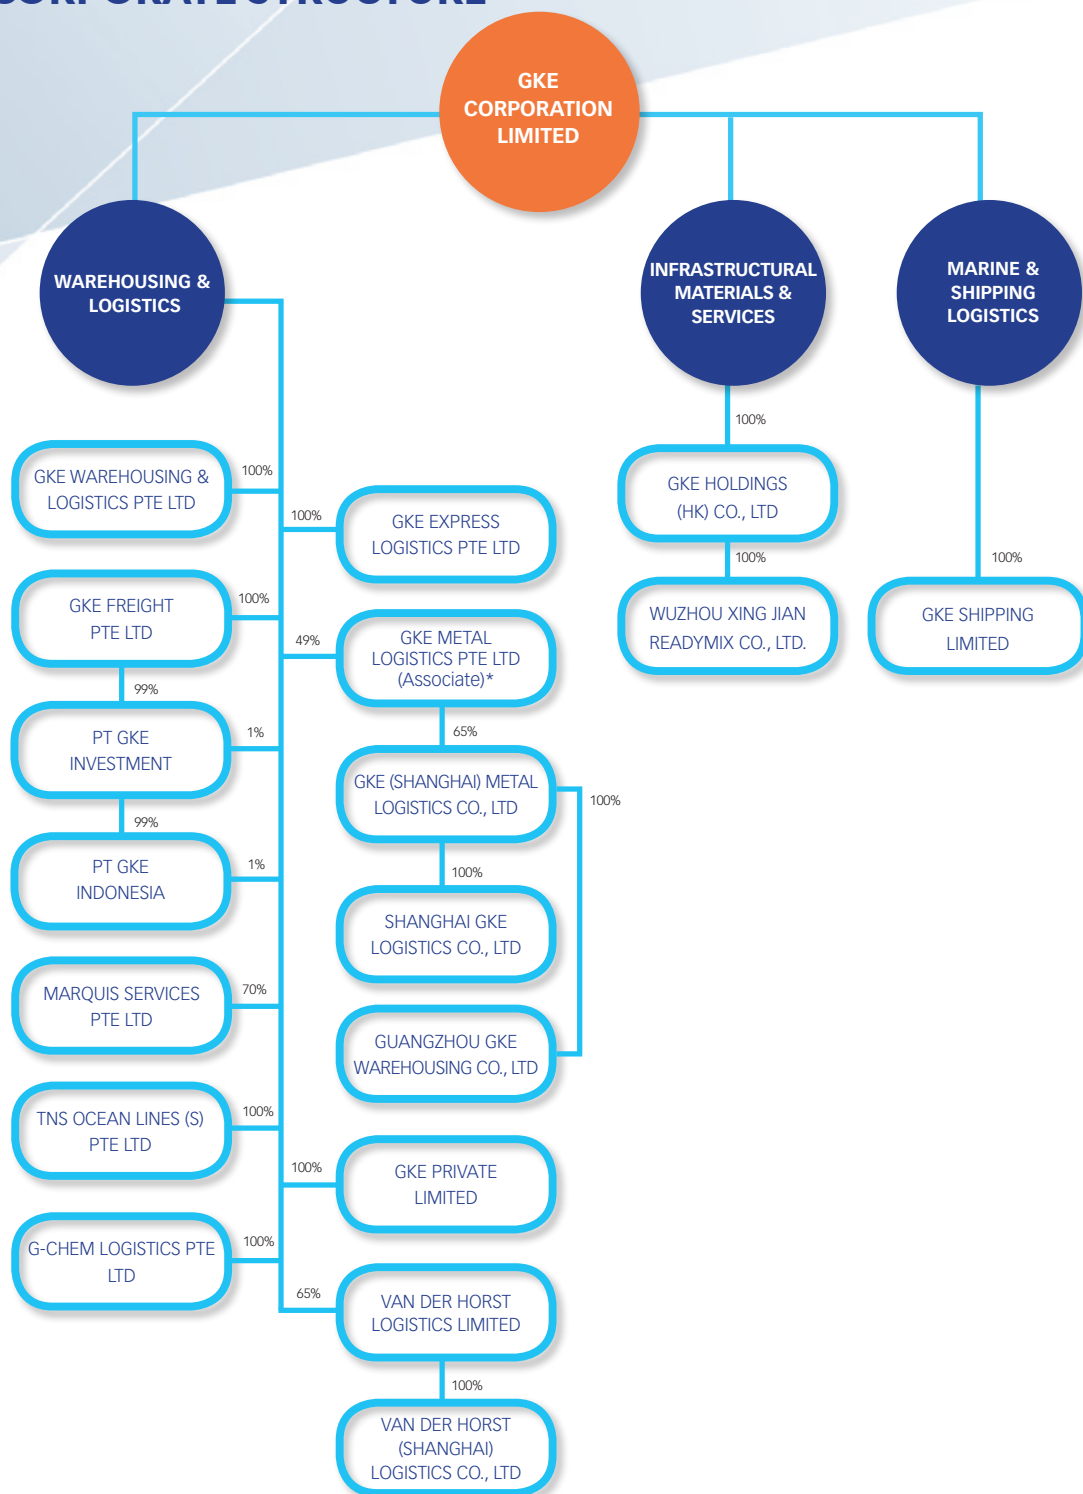 CORPORATE STRUCTURE
GKE
CORPORATION
LIMITED
WAREHOUSING &
LOGISTICS
INFRASTRUCTURAL
MATERIALS &
SERVICES
MARINE &
SHIPPING
LOGISTICS
100%
GKE WAREHOUSING &
LOGISTICS PTE LTD
100%
GKE FREIGHT
PTE LTD
99%
1%
PT GKE
INVESTMENT
99%
1%
PT GKE
INDONESIA
70%
MARQUIS SERVICES
PTE LTD
100%
TNS OCEAN LINES (S)
PTE LTD
100%
G-CHEM LOGISTICS PTE
LTD
100%
GKE EXPRESS
LOGISTICS PTE LTD
49%
GKE METAL
LOGISTICS PTE LTD
(Associate)*
65%
GKE (SHANGHAI) METAL
LOGISTICS CO., LTD
100%
100%
SHANGHAI GKE
LOGISTICS CO., LTD
GUANGZHOU GKE
WAREHOUSING CO., LTD
100%
GKE PRIVATE
LIMITED
65%
VAN DER HORST
LOGISTICS LIMITED
100%
VAN DER HORST
(SHANGHAI)
LOGISTICS CO., LTD
100%
GKE HOLDINGS
(HK) CO., LTD
100%
WUZHOU XING JIAN
READYMIX CO., LTD.
100%
GKE SHIPPING
LIMITED